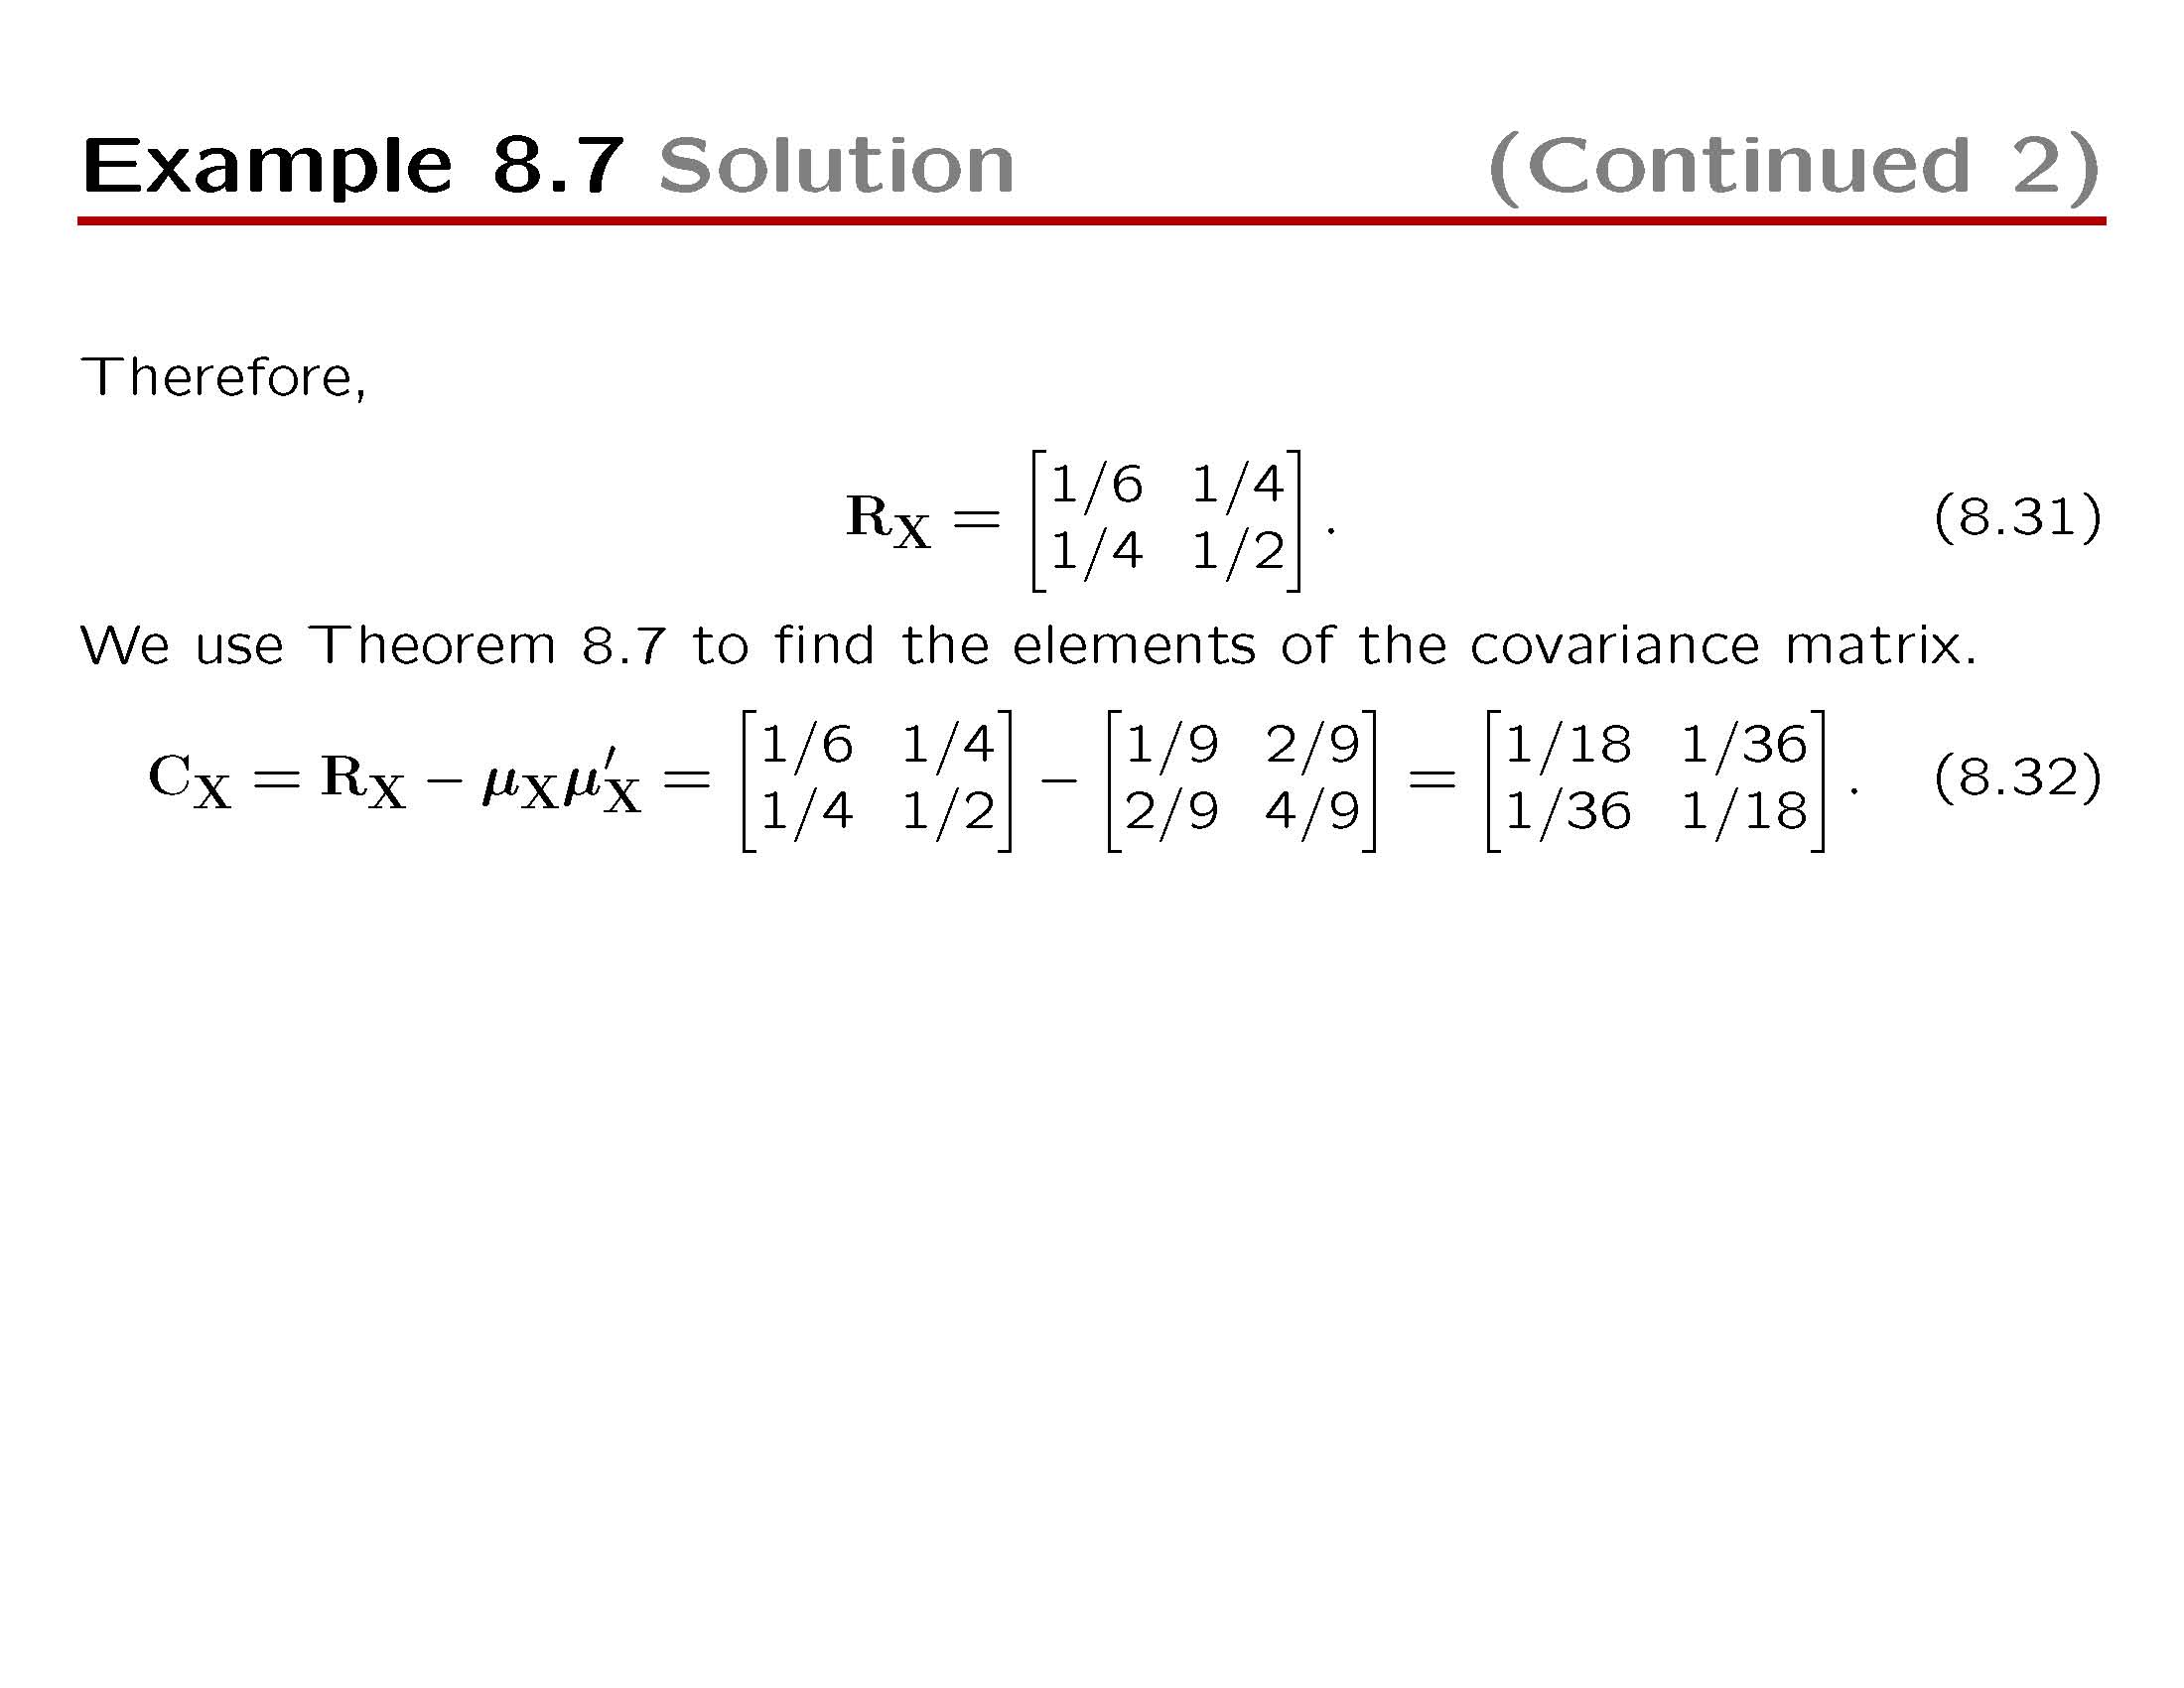 Example 8.7 Solution (Continued 2)
Therefore,
R_X = [1/6 1/4; 1/4 1/2]. (8.31)
We use Theorem 8.7 to find the elements of the covariance matrix.
C_X = R_X − μ_X μ′_X = [1/6 1/4; 1/4 1/2] − [1/9 2/9; 2/9 4/9] = [1/18 1/36; 1/36 1/18]. (8.32)